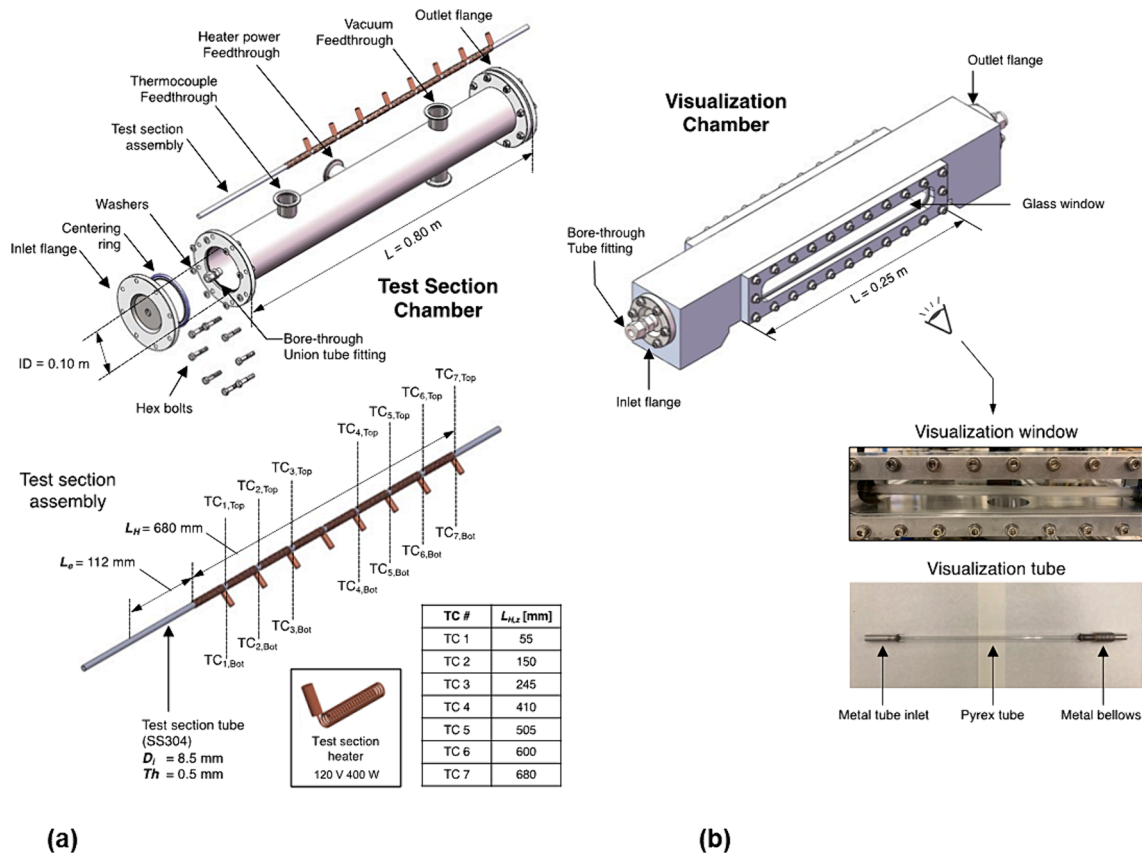 Outlet flange
Vacuum
Feedthrough
Heater power
Feedthrough
Thermocouple
Feedthrough
Test section
assembly
Washers
Centering
ring
Inlet flange
L = 0.80 m
Test Section
Chamber
Bore-through
Union tube fitting
ID = 0.10 m
Hex bolts
Test section
assembly
TC7,Top
TC6,Top
TC5,Top
TC4,Top
TC3,Top
TC2,Top
TC1,Top
LH = 680 mm
Le = 112 mm
TC7,Bot
TC6,Bot
TC5,Bot
TC4,Bot
TC3,Bot
TC2,Bot
TC1,Bot
Test section tube
(SS304)
Di = 8.5 mm
Th = 0.5 mm
Test section
heater
120 V 400 W
TC # LH,z [mm]
TC 1 55
TC 2 150
TC 3 245
TC 4 410
TC 5 505
TC 6 600
TC 7 680
(a)
Visualization
Chamber
Outlet flange
Glass window
Bore-through
Tube fitting
L = 0.25 m
Inlet flange
Visualization window
Visualization tube
Metal tube inlet
Pyrex tube
Metal bellows
(b)